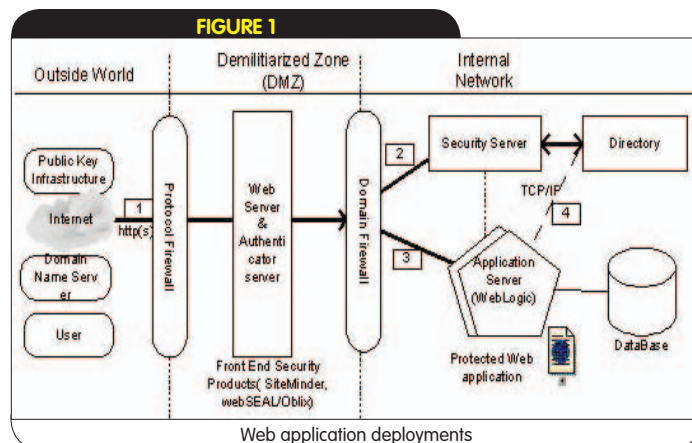 FIGURE 1
Outside World
Demilitiarized Zone
(DMZ)
Internal
Network
Public Key
Infrastructure
Internet
Domain
Name Serv
er
User
1
http(s)
Protocol Firewall
Web
Server
&
Authenti
cator
server
Front End Security
Products( SiteMinder,
webSEAL/Oblix)
Domain Firewall
2
3
Security Server
Directory
TCP/IP
4
Application
Server
(WebLogic)
Protected Web
application
DataBase
Web application deployments